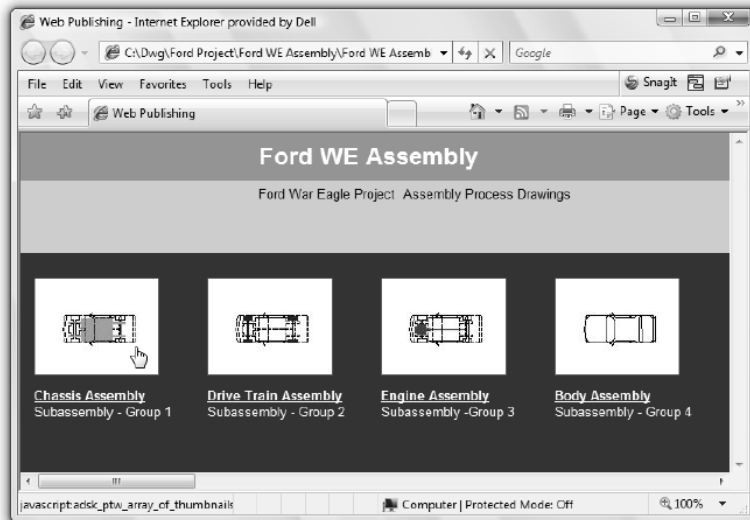 Web Publishing - Internet Explorer provided by Dell
C:\Dwg\Ford Project\Ford WE Assembly\Ford WE Assemb
Google
File Edit View Favorites Tools Help
SnagIt
Web Publishing
Page Tools
Ford WE Assembly
Ford War Eagle Project Assembly Process Drawings
Chassis Assembly Drive Train Assembly Engine Assembly Body Assembly
Subassembly - Group 1 Subassembly - Group 2 Subassembly -Group 3 Subassembly - Group 4
javascript:adsk_ptw_array_of_thumbnails
Computer | Protected Mode: Off
100%